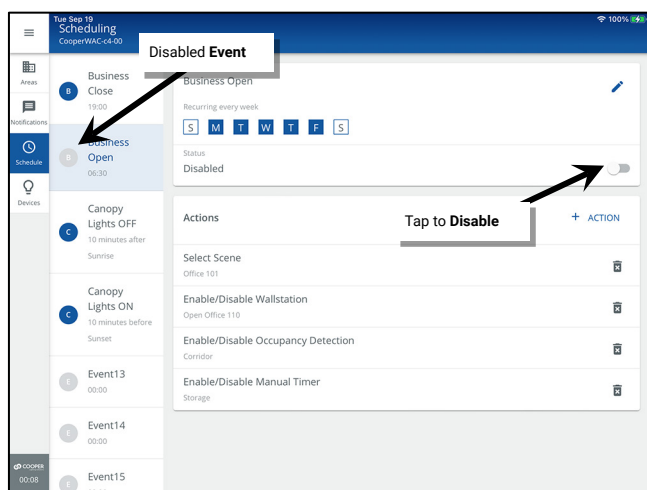 Tue Sep 19
100%
Scheduling
CooperWAC-c4-00
Disabled Event
Areas
Notifications
Schedule
Devices
COOPER
00:08
B
Business
Close
19:00
B
Business
Open
06:30
C
Canopy
Lights OFF
10 minutes after
Sunrise
C
Canopy
Lights ON
10 minutes before
Sunset
E
Event13
00:00
E
Event14
00:00
E
Event15
Business Open
Recurring every week
S M T W T F S
Status
Disabled
Tap to Disable
Actions
+ ACTION
Select Scene
Office 101
Enable/Disable Wallstation
Open Office 110
Enable/Disable Occupancy Detection
Corridor
Enable/Disable Manual Timer
Storage